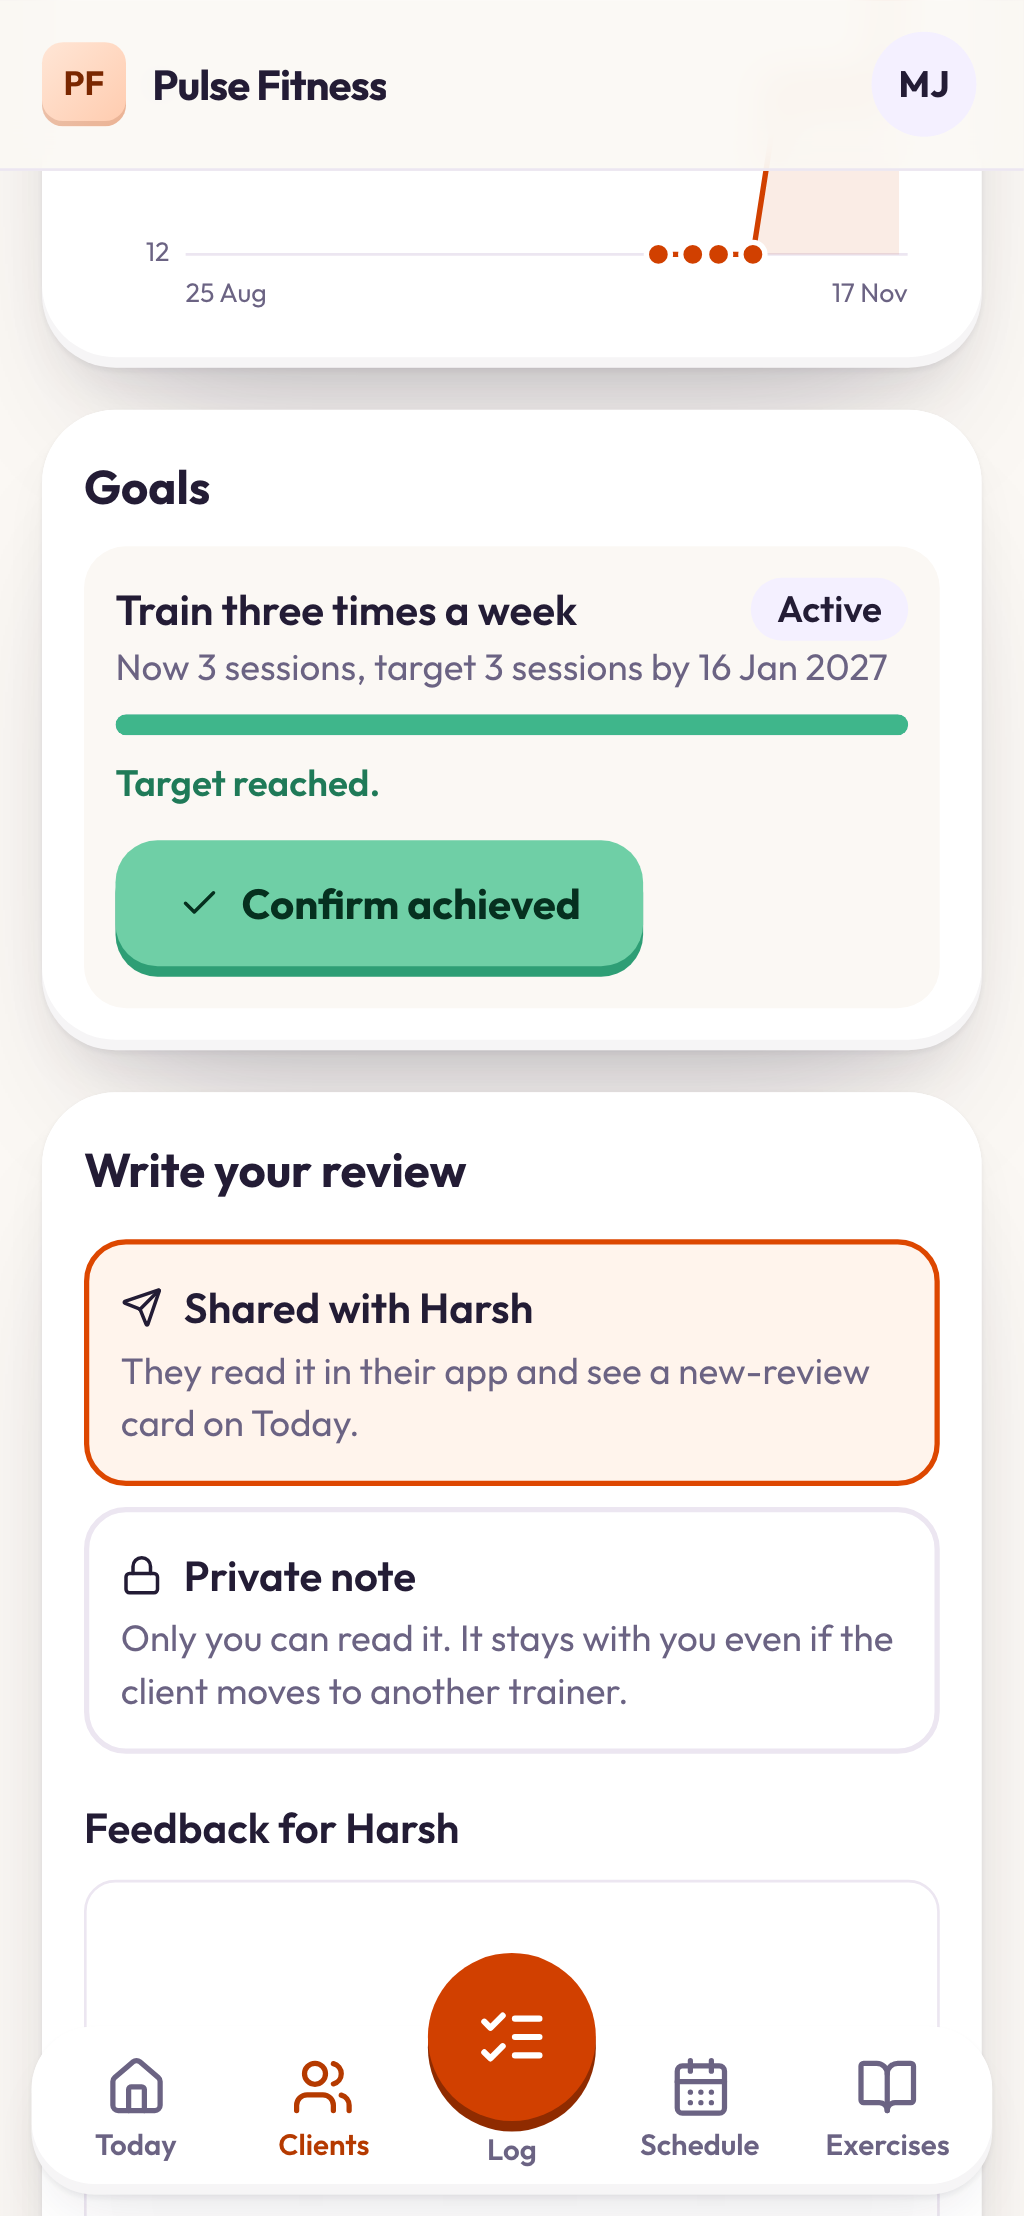 PF
Pulse Fitness
MJ
12
25 Aug
17 Nov
Goals
Train three times a week
Active
Now 3 sessions, target 3 sessions by 16 Jan 2027
Target reached.
Confirm achieved
Write your review
Shared with Harsh
They read it in their app and see a new-review
card on Today.
Private note
Only you can read it. It stays with you even if the
client moves to another trainer.
Feedback for Harsh
Today
Clients
Log
Schedule
Exercises